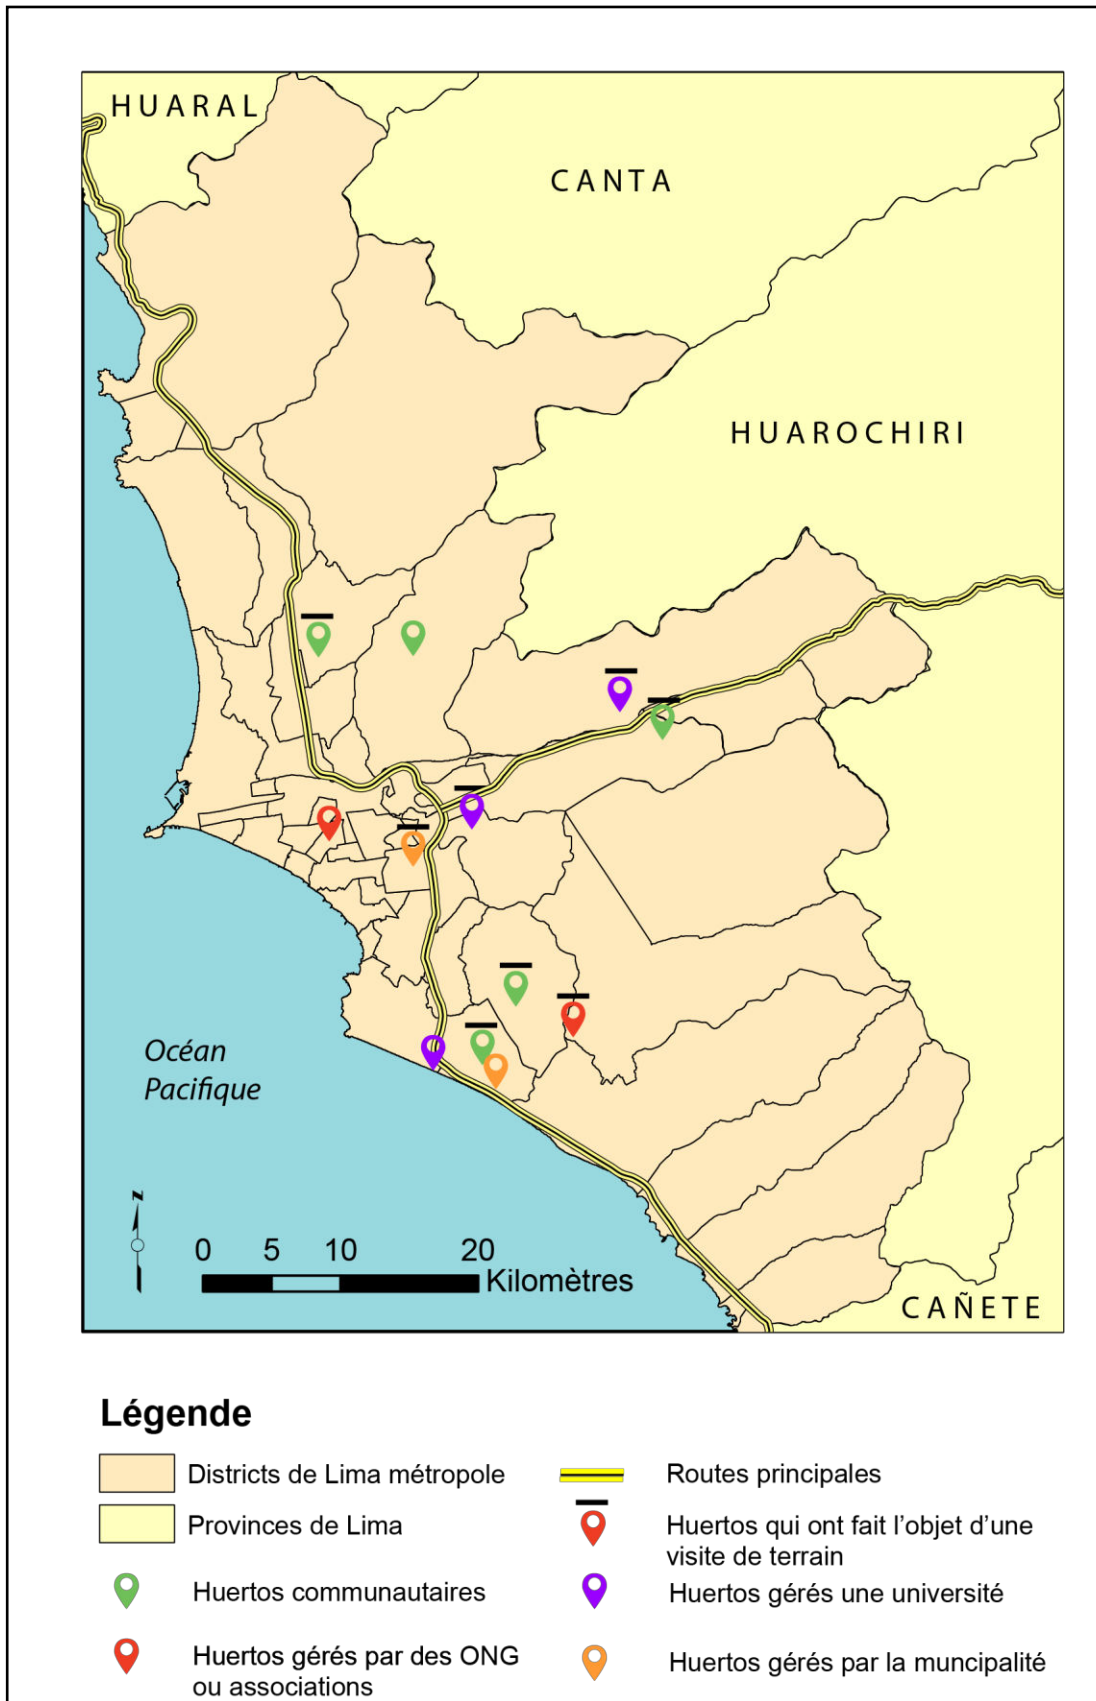 HUARAL
CANTA
HUAROCHIRI
Océan
Pacifique
z
0 5 10 20
Kilomètres
CAÑETE
Légende
Districts de Lima métropole
Routes principales
Provinces de Lima
Huertos qui ont fait l'objet d'une
visite de terrain
Huertos communautaires
Huertos gérés une université
Huertos gérés par des ONG
ou associations
Huertos gérés par la muncipalité